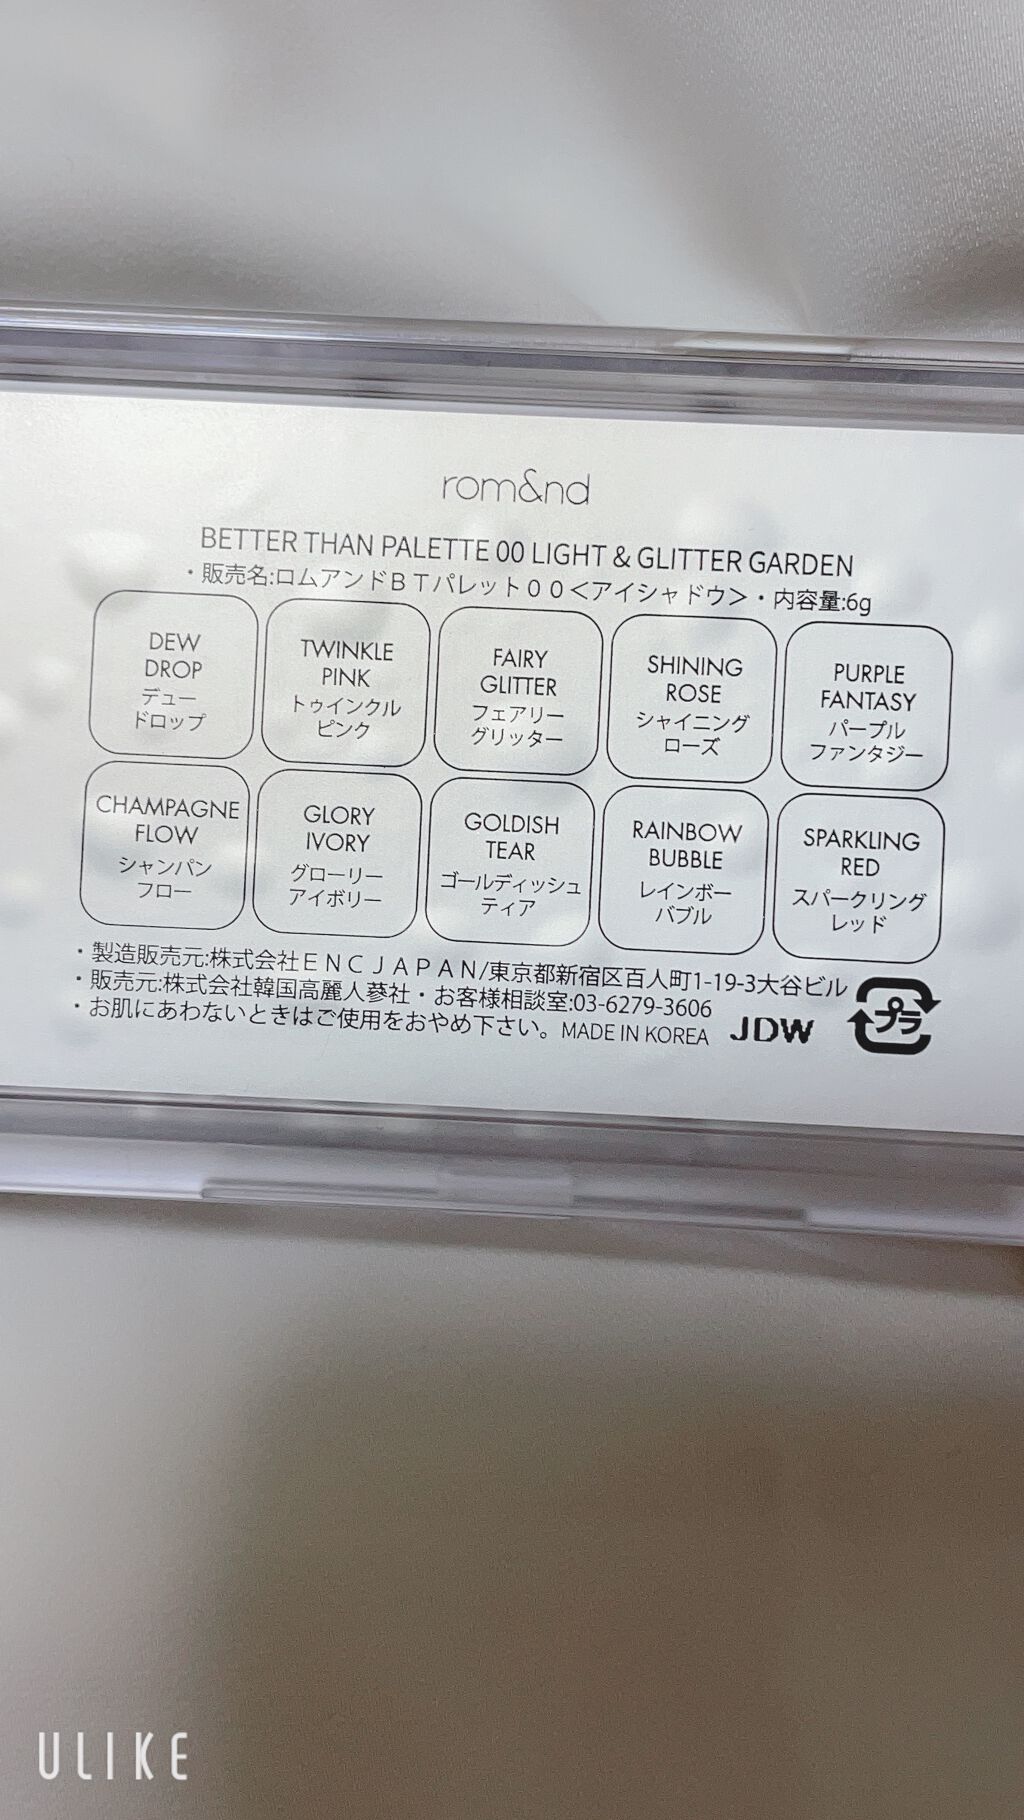 rom&nd
BETTER THAN PALETTE 00 LIGHT & GLITTER GARDEN
・販売名:ロムアンドＢＴパレット００＜アイシャドウ＞・内容量:6g
DEW
DROP
デュー
ドロップ
TWINKLE
PINK
トゥインクル
ピンク
FAIRY
GLITTER
フェアリー
グリッター
SHINING
ROSE
シャイニング
ローズ
PURPLE
FANTASY
パープル
ファンタジー
CHAMPAGNE
FLOW
シャンパン
フロー
GLORY
IVORY
グローリー
アイボリー
GOLDISH
TEAR
ゴールディッシュ
ティア
RAINBOW
BUBBLE
レインボー
バブル
SPARKLING
RED
スパークリング
レッド
・製造販売元:株式会社ＥＮＣＪＡＰＡＮ/東京都新宿区百人町1-19-3大谷ビル
・販売元:株式会社韓国高麗人蔘社・お客様相談室:03-6279-3606
・お肌にあわないときはご使用をおやめ下さい。MADE IN KOREA JDW
プラ
ULIKE